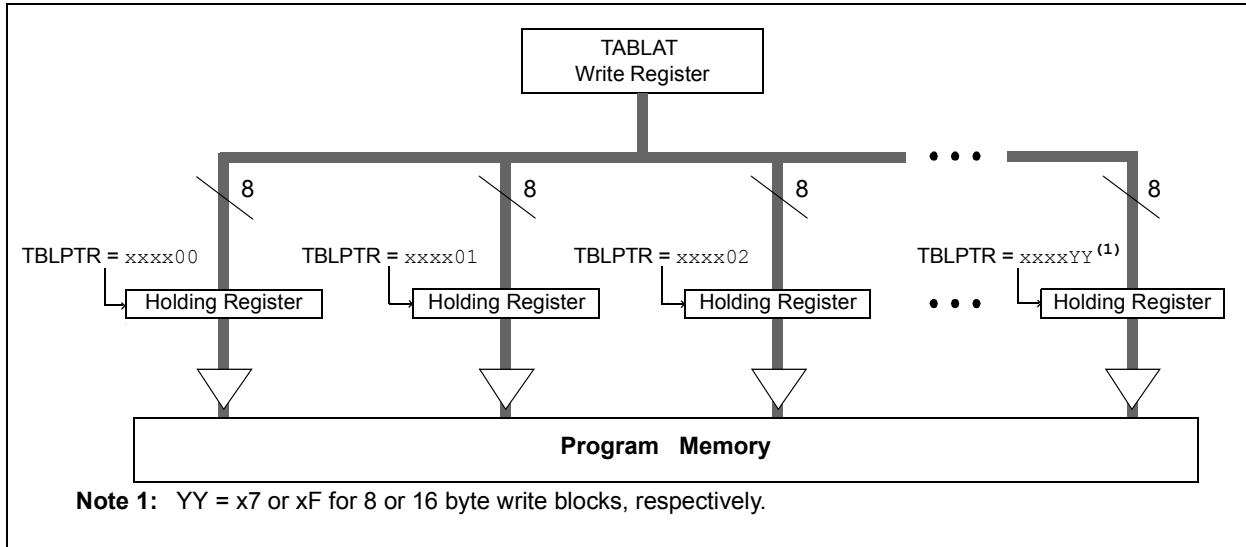 TABLAT
Write Register
8 8 8 8
TBLPTR = xxxx00 TBLPTR = xxxx01 TBLPTR = xxxx02 TBLPTR = xxxxYY(1)
Holding Register Holding Register Holding Register Holding Register
Program Memory
Note 1: YY = x7 or xF for 8 or 16 byte write blocks, respectively.